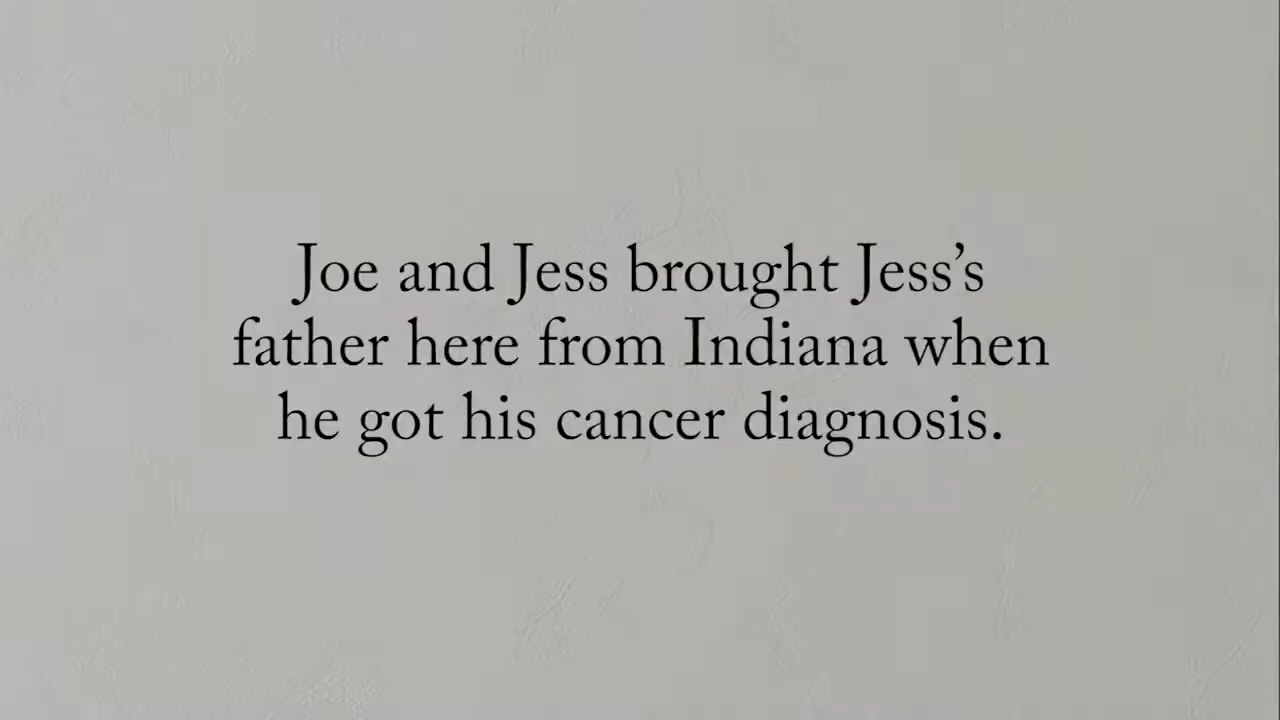 Joe and Jess brought Jess’s
father here from Indiana when
he got his cancer diagnosis.